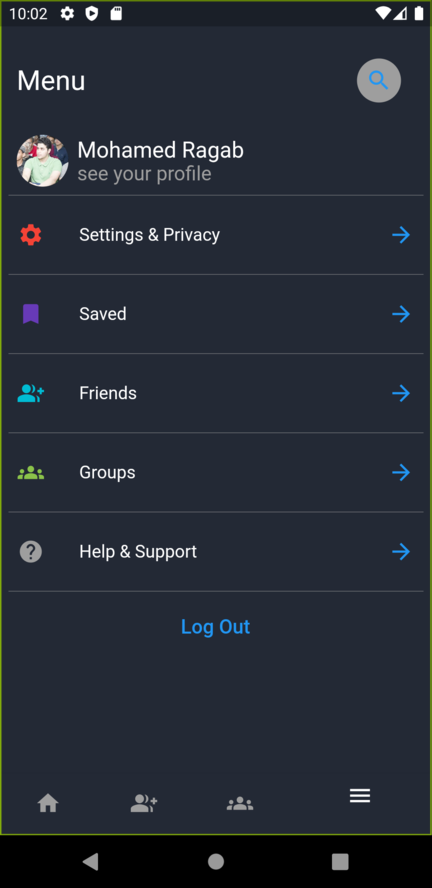 10:02
Menu
Mohamed Ragab
see your profile
Settings & Privacy
Saved
Friends
Groups
Help & Support
Log Out